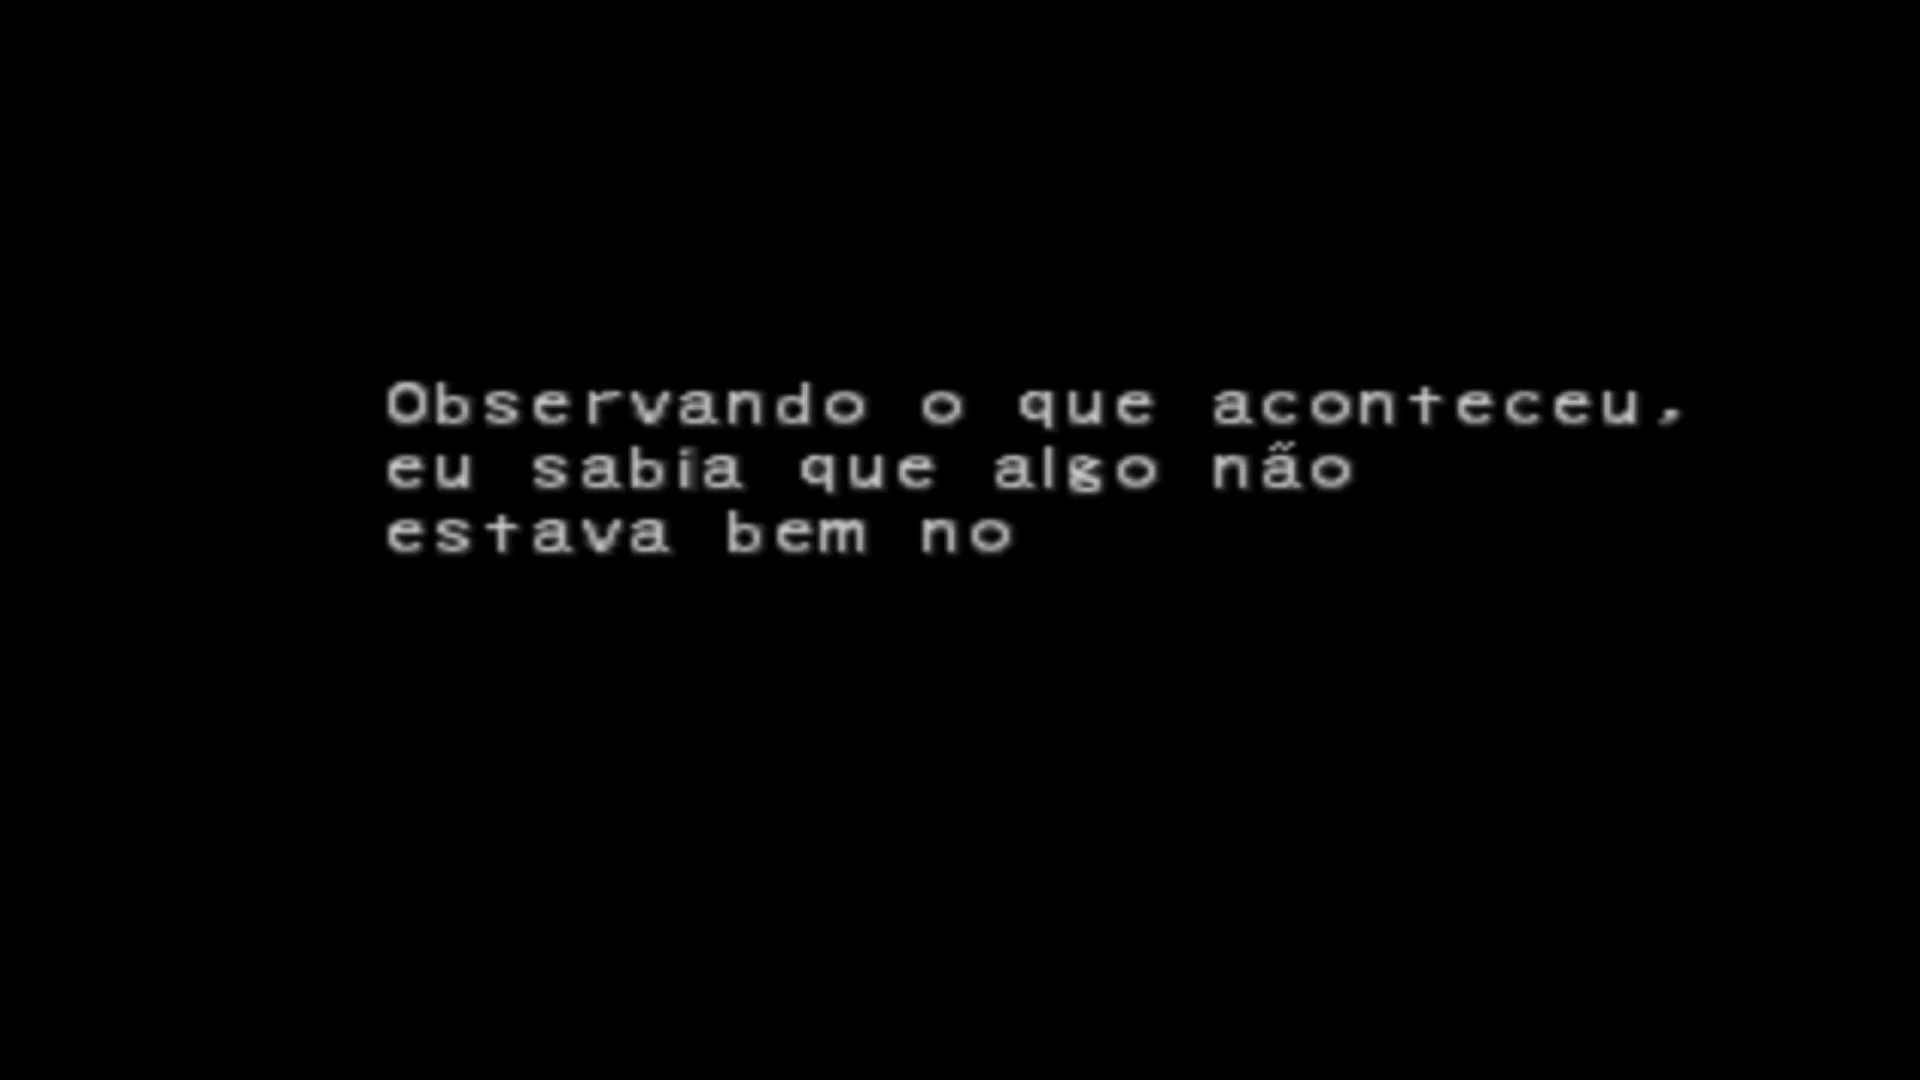 Observando o que aconteceu,
eu sabia que algo não
estava bem no